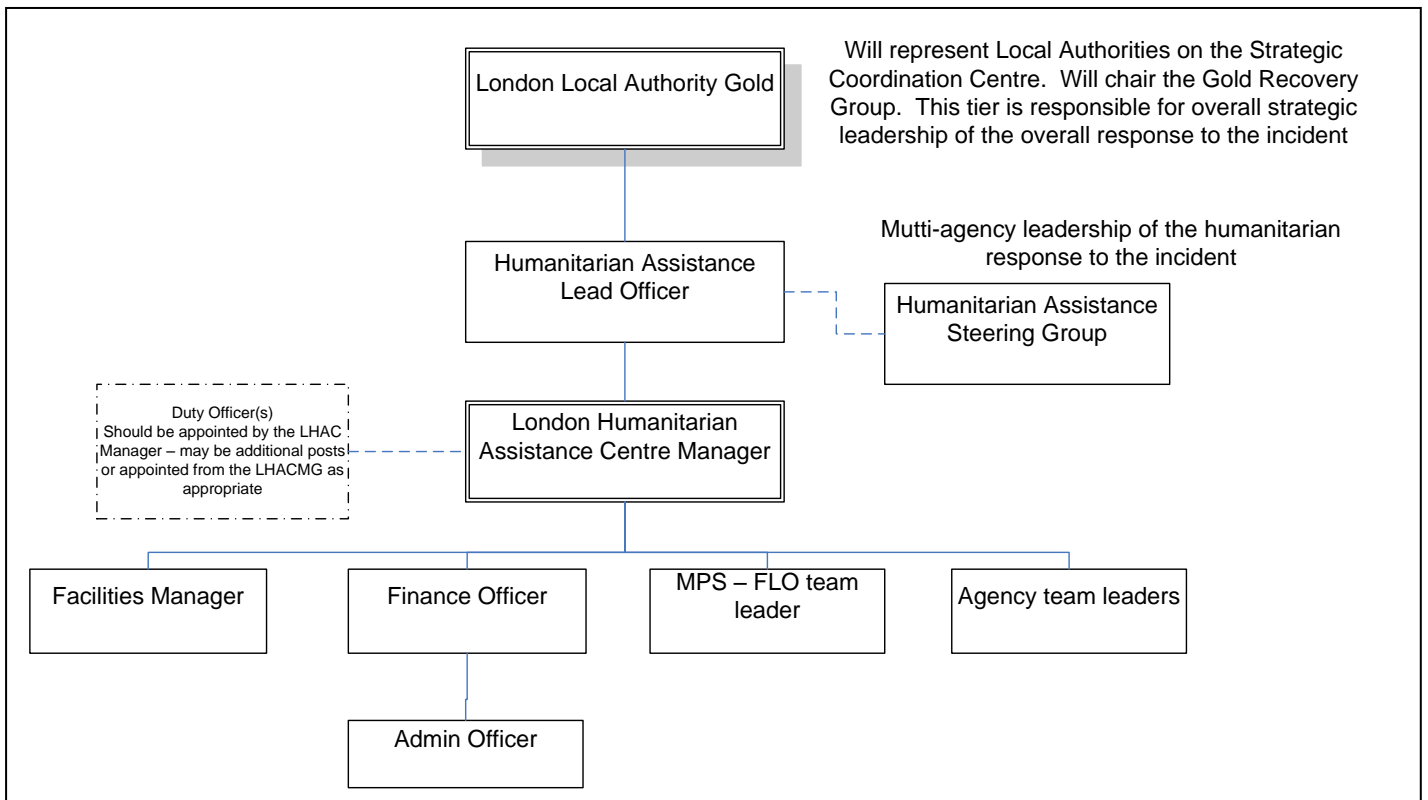 London Local Authority Gold
Will represent Local Authorities on the Strategic
Coordination Centre. Will chair the Gold Recovery
Group. This tier is responsible for overall strategic
leadership of the overall response to the incident
Humanitarian Assistance
Lead Officer
Mutti-agency leadership of the humanitarian
response to the incident
Humanitarian Assistance
Steering Group
Duty Officer(s)
Should be appointed by the LHAC
Manager – may be additional posts
or appointed from the LHACMG as
appropriate
London Humanitarian
Assistance Centre Manager
Facilities Manager
Finance Officer
MPS – FLO team
leader
Agency team leaders
Admin Officer